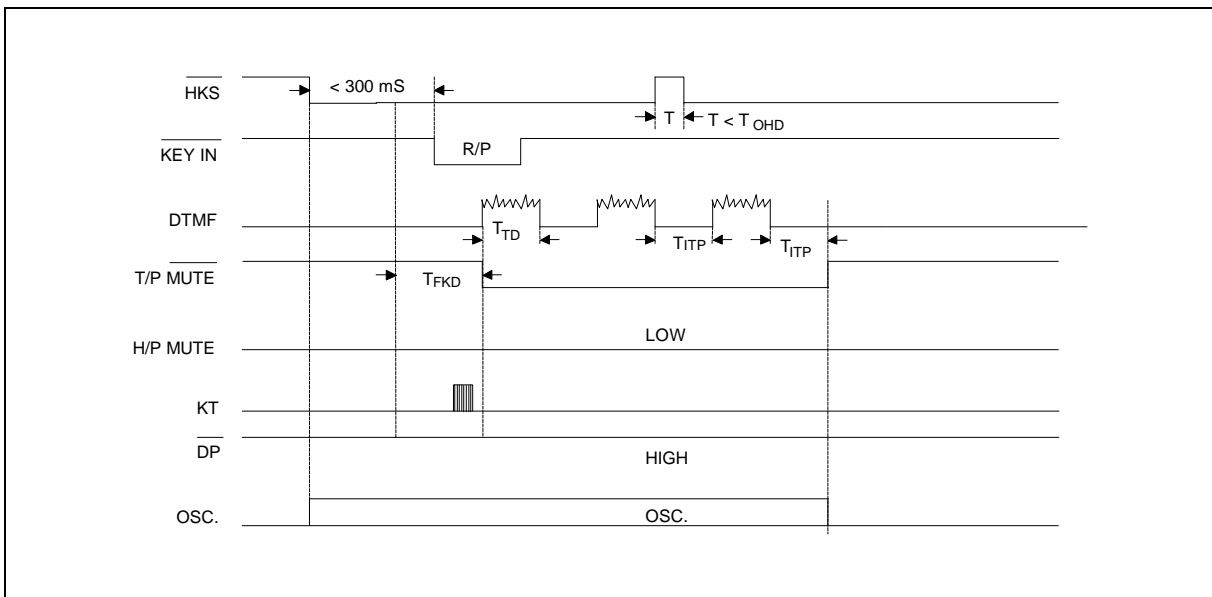 HKS
< 300 mS
T
T < TOHD
KEY IN
R/P
DTMF
TTD
TITP
TITP
T/P MUTE
TFKD
LOW
H/P MUTE
KT
DP
HIGH
OSC.
OSC.